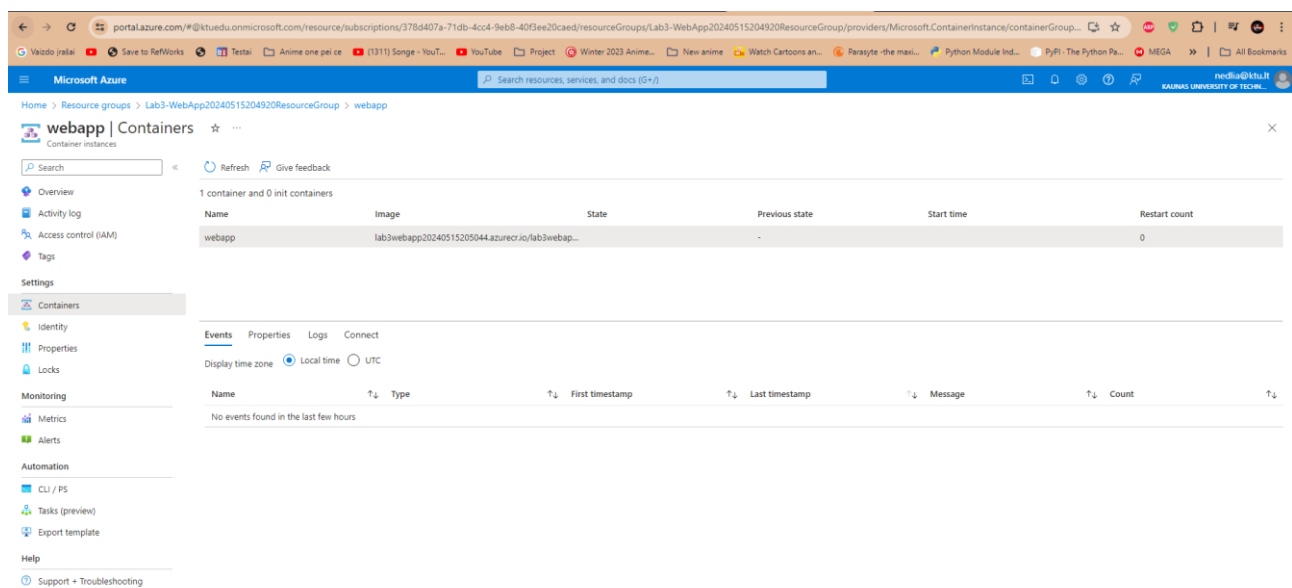 portal.azure.com/#@ktuedu.onmicrosoft.com/resource/subscriptions/378d407a-71db-4cc4-9eb8-40f3ee20caed/resourceGroups/Lab3-WebApp20240515204920ResourceGroup/providers/Microsoft.ContainerInstance/containerGroup...
Vaizdo įrašai Save to RefWorks Testai Anime one pei ce (1311) Songe - YouT... YouTube Project Winter 2023 Anime... New anime Watch Cartoons an... Parasyte -the maxi... Python Module Ind... PyPI · The Python Pa... MEGA » All Bookmarks
Microsoft Azure Search resources, services, and docs (G+/) nedlia@ktu.lt
KAUNAS UNIVERSITY OF TECHN...
Home > Resource groups > Lab3-WebApp20240515204920ResourceGroup > webapp
webapp | Containers
Container instances
Search « Refresh Give feedback
Overview
1 container and 0 init containers
Activity log
Name Image State Previous state Start time Restart count
Access control (IAM)
webapp lab3webapp20240515205044.azurecr.io/lab3webap... - 0
Tags
Settings
Containers
Identity
Events Properties Logs Connect
Properties
Display time zone Local time UTC
Locks
Name Type First timestamp Last timestamp Message Count
Monitoring
No events found in the last few hours
Metrics
Alerts
Automation
CLI / PS
Tasks (preview)
Export template
Help
Support + Troubleshooting